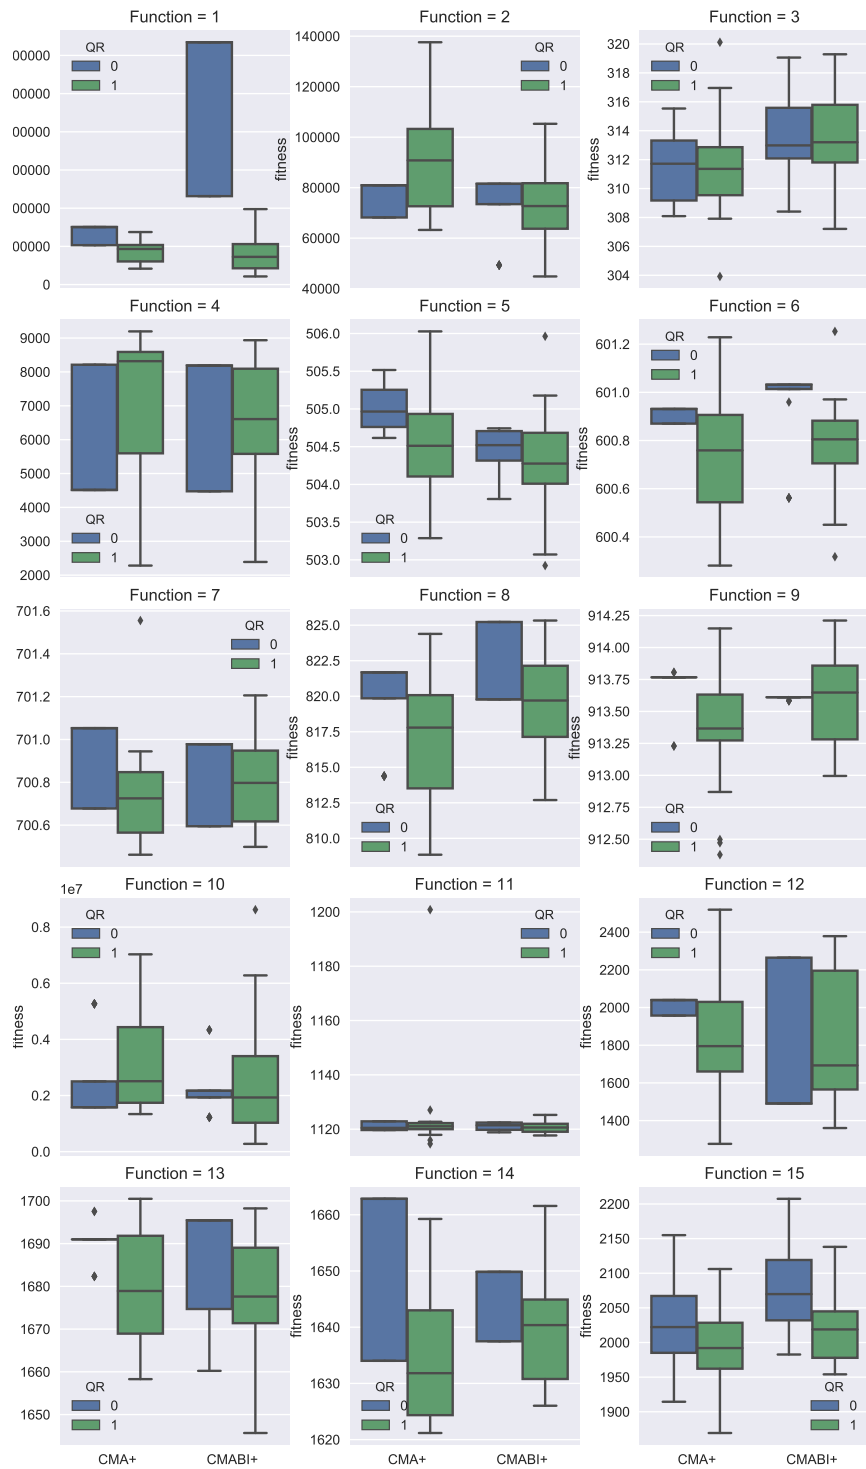 Function = 1
00000
00000
00000
00000
00000
00000
0
QR
0
1
Function = 2
fitness
140000
120000
100000
80000
60000
40000
QR
0
1
Function = 3
fitness
320
318
316
314
312
310
308
306
304
QR
0
1
Function = 4
9000
8000
7000
6000
5000
4000
3000
2000
QR
0
1
Function = 5
fitness
506.0
505.5
505.0
504.5
504.0
503.5
503.0
QR
0
1
Function = 6
fitness
601.2
601.0
600.8
600.6
600.4
QR
0
1
Function = 7
701.6
701.4
701.2
701.0
700.8
700.6
QR
0
1
Function = 8
fitness
825.0
822.5
820.0
817.5
815.0
812.5
810.0
QR
0
1
Function = 9
fitness
914.25
914.00
913.75
913.50
913.25
913.00
912.75
912.50
QR
0
1
Function = 10
1e7
fitness
0.8
0.6
0.4
0.2
0.0
QR
0
1
Function = 11
fitness
1200
1180
1160
1140
1120
QR
0
1
Function = 12
fitness
2400
2200
2000
1800
1600
1400
QR
0
1
Function = 13
1700
1690
1680
1670
1660
1650
QR
0
1
CMA+
CMABI+
Function = 14
fitness
1660
1650
1640
1630
1620
QR
0
1
CMA+
CMABI+
Function = 15
fitness
2200
2150
2100
2050
2000
1950
1900
QR
0
1
CMA+
CMABI+